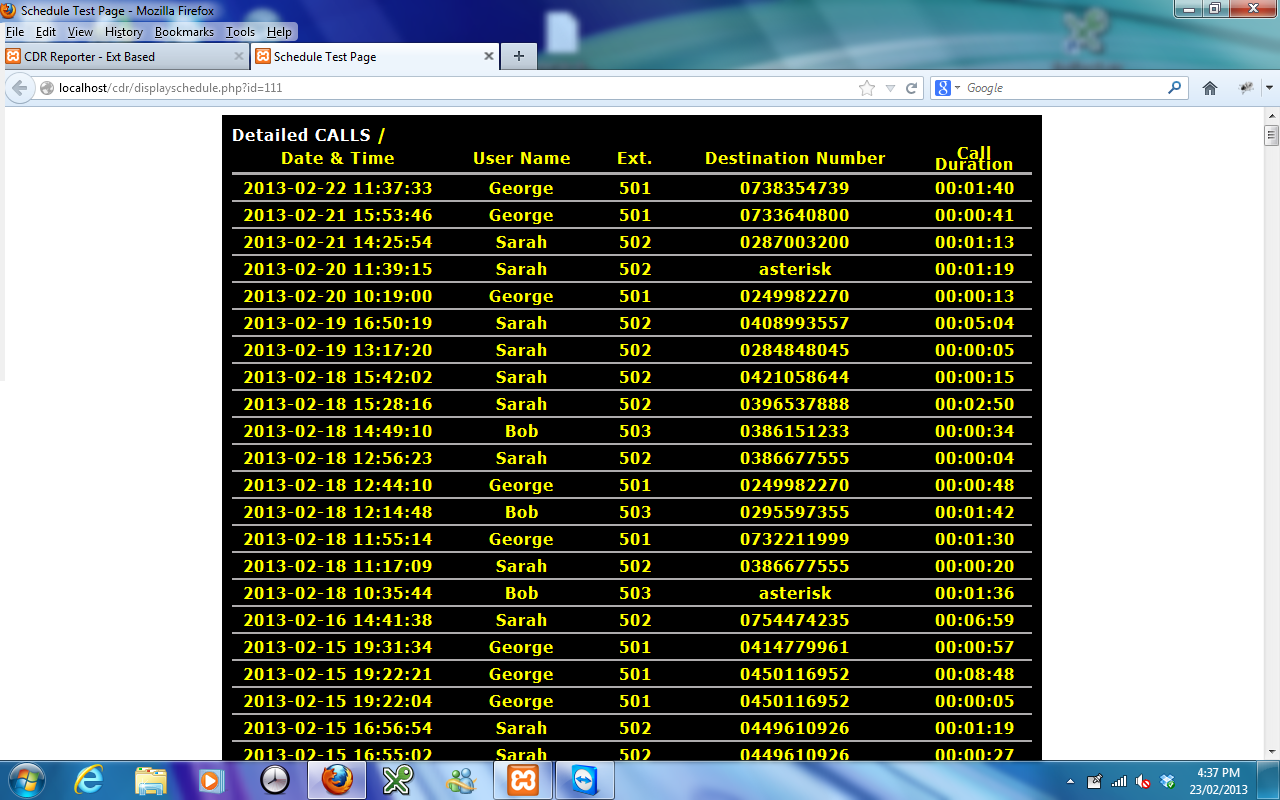 Schedule Test Page - Mozilla Firefox
File Edit View History Bookmarks Tools Help
CDR Reporter - Ext Based Schedule Test Page
localhost/cdr/displayschedule.php?id=111 Google
Detailed CALLS /
Date & Time User Name Ext. Destination Number Call Duration
2013-02-22 11:37:33 George 501 0738354739 00:01:40
2013-02-21 15:53:46 George 501 0733640800 00:00:41
2013-02-21 14:25:54 Sarah 502 0287003200 00:01:13
2013-02-20 11:39:15 Sarah 502 asterisk 00:01:19
2013-02-20 10:19:00 George 501 0249982270 00:00:13
2013-02-19 16:50:19 Sarah 502 0408993557 00:05:04
2013-02-19 13:17:20 Sarah 502 0284848045 00:00:05
2013-02-18 15:42:02 Sarah 502 0421058644 00:00:15
2013-02-18 15:28:16 Sarah 502 0396537888 00:02:50
2013-02-18 14:49:10 Bob 503 0386151233 00:00:34
2013-02-18 12:56:23 Sarah 502 0386677555 00:00:04
2013-02-18 12:44:10 George 501 0249982270 00:00:48
2013-02-18 12:14:48 Bob 503 0295597355 00:01:42
2013-02-18 11:55:14 George 501 0732211999 00:01:30
2013-02-18 11:17:09 Sarah 502 0386677555 00:00:20
2013-02-18 10:35:44 Bob 503 asterisk 00:01:36
2013-02-16 14:41:38 Sarah 502 0754474235 00:06:59
2013-02-15 19:31:34 George 501 0414779961 00:00:57
2013-02-15 19:22:21 George 501 0450116952 00:08:48
2013-02-15 19:22:04 George 501 0450116952 00:00:05
2013-02-15 16:56:54 Sarah 502 0449610926 00:01:19
2013-02-15 16:55:02 Sarah 502 0449610926 00:00:27
4:37 PM
23/02/2013